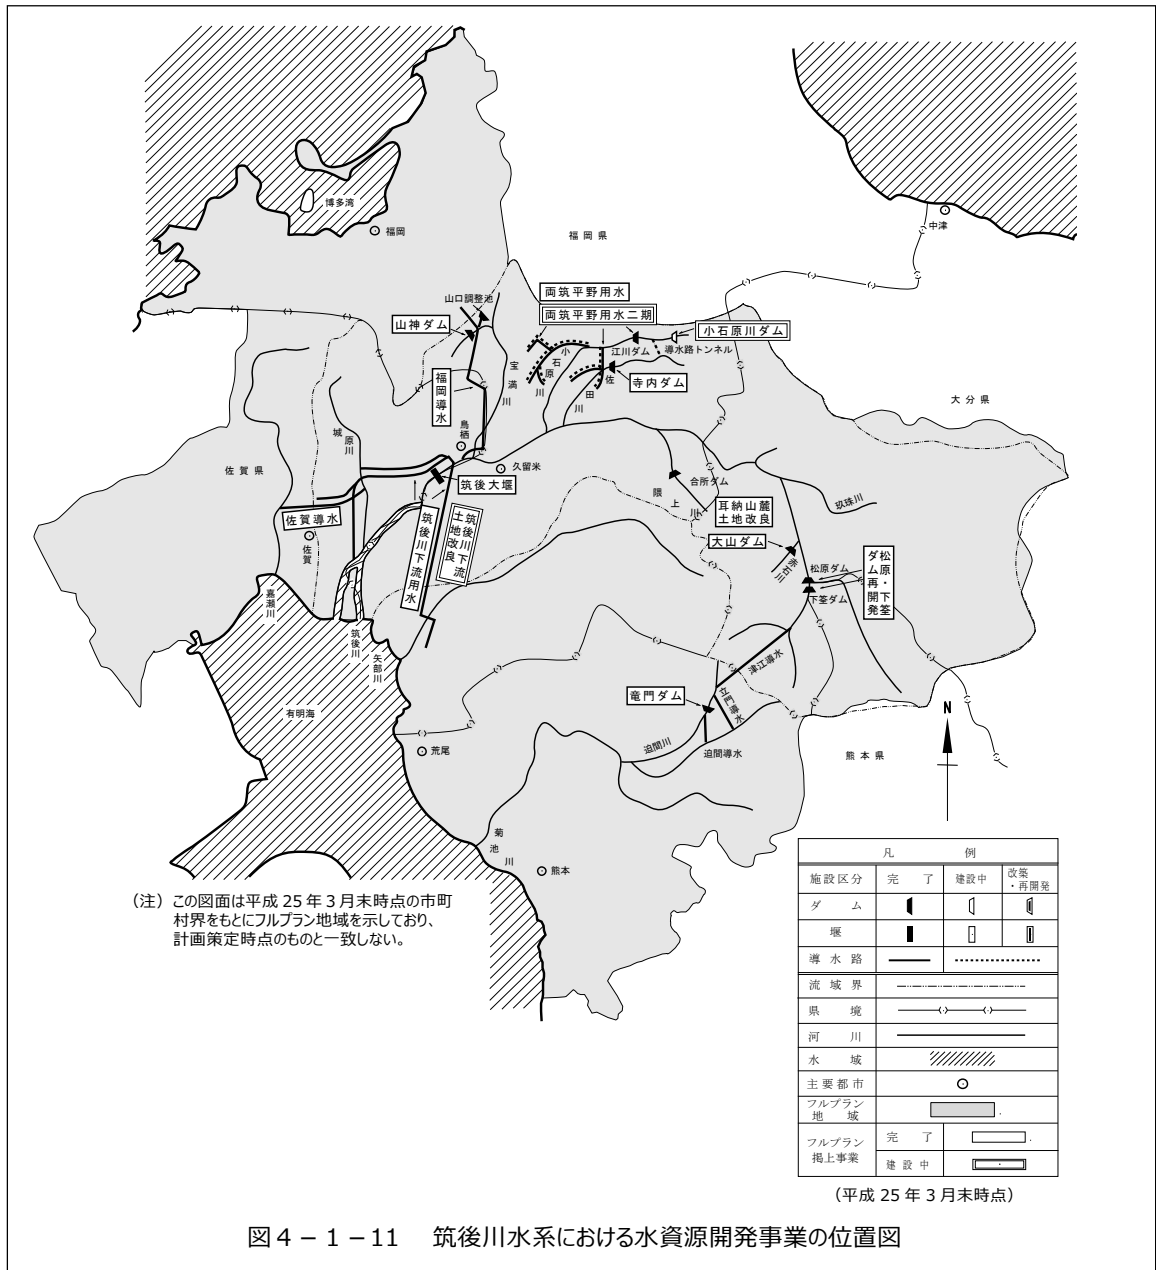 博多湾
福岡
福岡県
中津
山口調整池
両筑平野用水
両筑平野用水二期
山神ダム
小石原川ダム
江川ダム
導水路トンネル
小石原川
宝満川
佐田川
寺内ダム
福岡導水
大分県
鳥栖
城原川
佐賀県
久留米
筑後大堰
合所ダム
隈上川
玖珠川
耳納山麓
土地改良
佐賀導水
佐賀
筑後川下流用水
筑後川下流
土地改良
大山ダム
赤石川
松原ダム
下筌ダム
松原・下筌
ダム再開発
嘉瀬川
筑後川
矢部川
津江導水
立門導水
竜門ダム
有明海
迫間川
迫間導水
荒尾
熊本県
N
菊池川
熊本
(注) この図面は平成25年3月末時点の市町
村界をもとにフルプラン地域を示しており、
計画策定時点のものと一致しない。
凡例
施設区分 完了 建設中 改築・再開発
ダム
堰
導水路
流域界
県境
河川
水域
主要都市
フルプラン
地域
フルプラン
掲上事業
完了
建設中
(平成25年3月末時点)
図4－1－11 筑後川水系における水資源開発事業の位置図